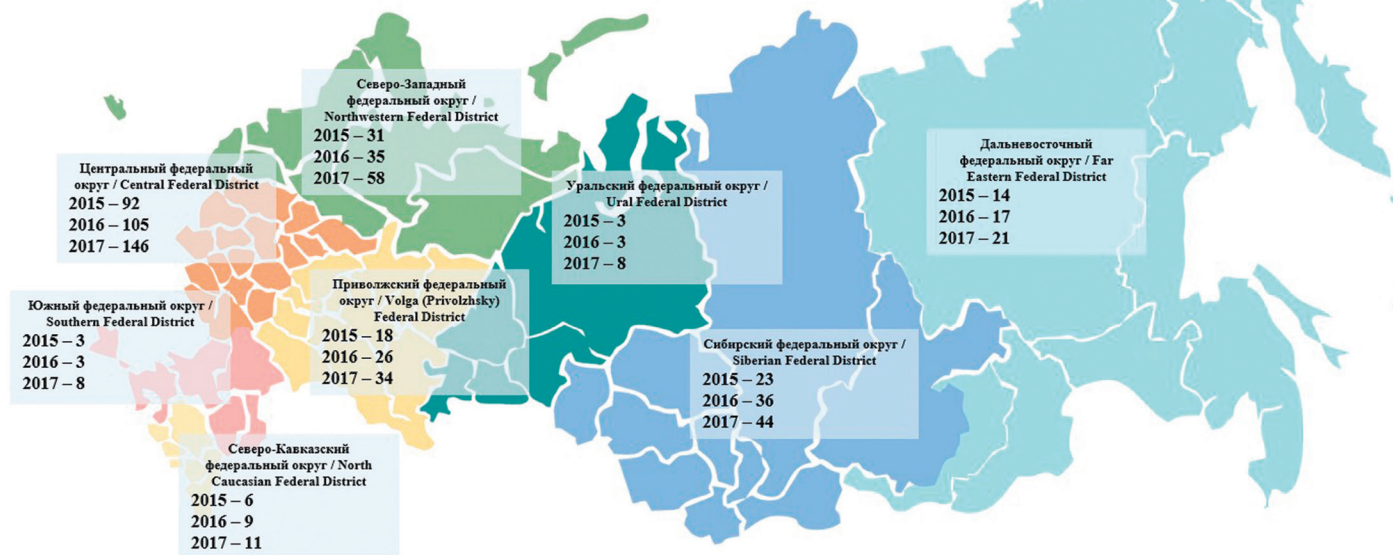 Северо-Западный
федеральный округ /
Northwestern Federal District
2015 – 31
2016 – 35
2017 – 58
Центральный федеральный
округ / Central Federal District
2015 – 92
2016 – 105
2017 – 146
Уральский федеральный округ /
Ural Federal District
2015 – 3
2016 – 3
2017 – 8
Дальневосточный
федеральный округ / Far
Eastern Federal District
2015 – 14
2016 – 17
2017 – 21
Южный федеральный округ /
Southern Federal District
2015 – 3
2016 – 3
2017 – 8
Приволжский федеральный
округ / Volga (Privolzhsky)
Federal District
2015 – 18
2016 – 26
2017 – 34
Сибирский федеральный округ /
Siberian Federal District
2015 – 23
2016 – 36
2017 – 44
Северо-Кавказский
федеральный округ / North
Caucasian Federal District
2015 – 6
2016 – 9
2017 – 11